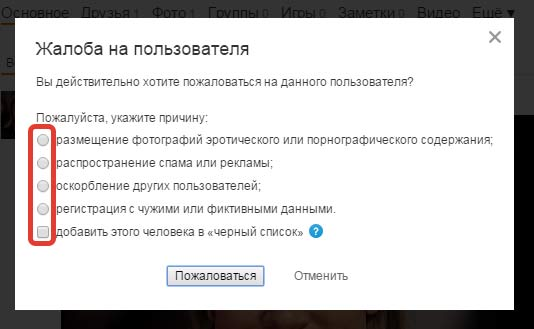 Основное Друзья 1 Фото 1 Группы 0 Игры 0 Заметки 0 Видео Ещё ▾
Жалоба на пользователя
Вы действительно хотите пожаловаться на данного пользователя?
Пожалуйста, укажите причину:
размещение фотографий эротического или порнографического содержания;
распространение спама или рекламы;
оскорбление других пользователей;
регистрация с чужими или фиктивными данными.
добавить этого человека в «черный список» ?
Пожаловаться Отменить